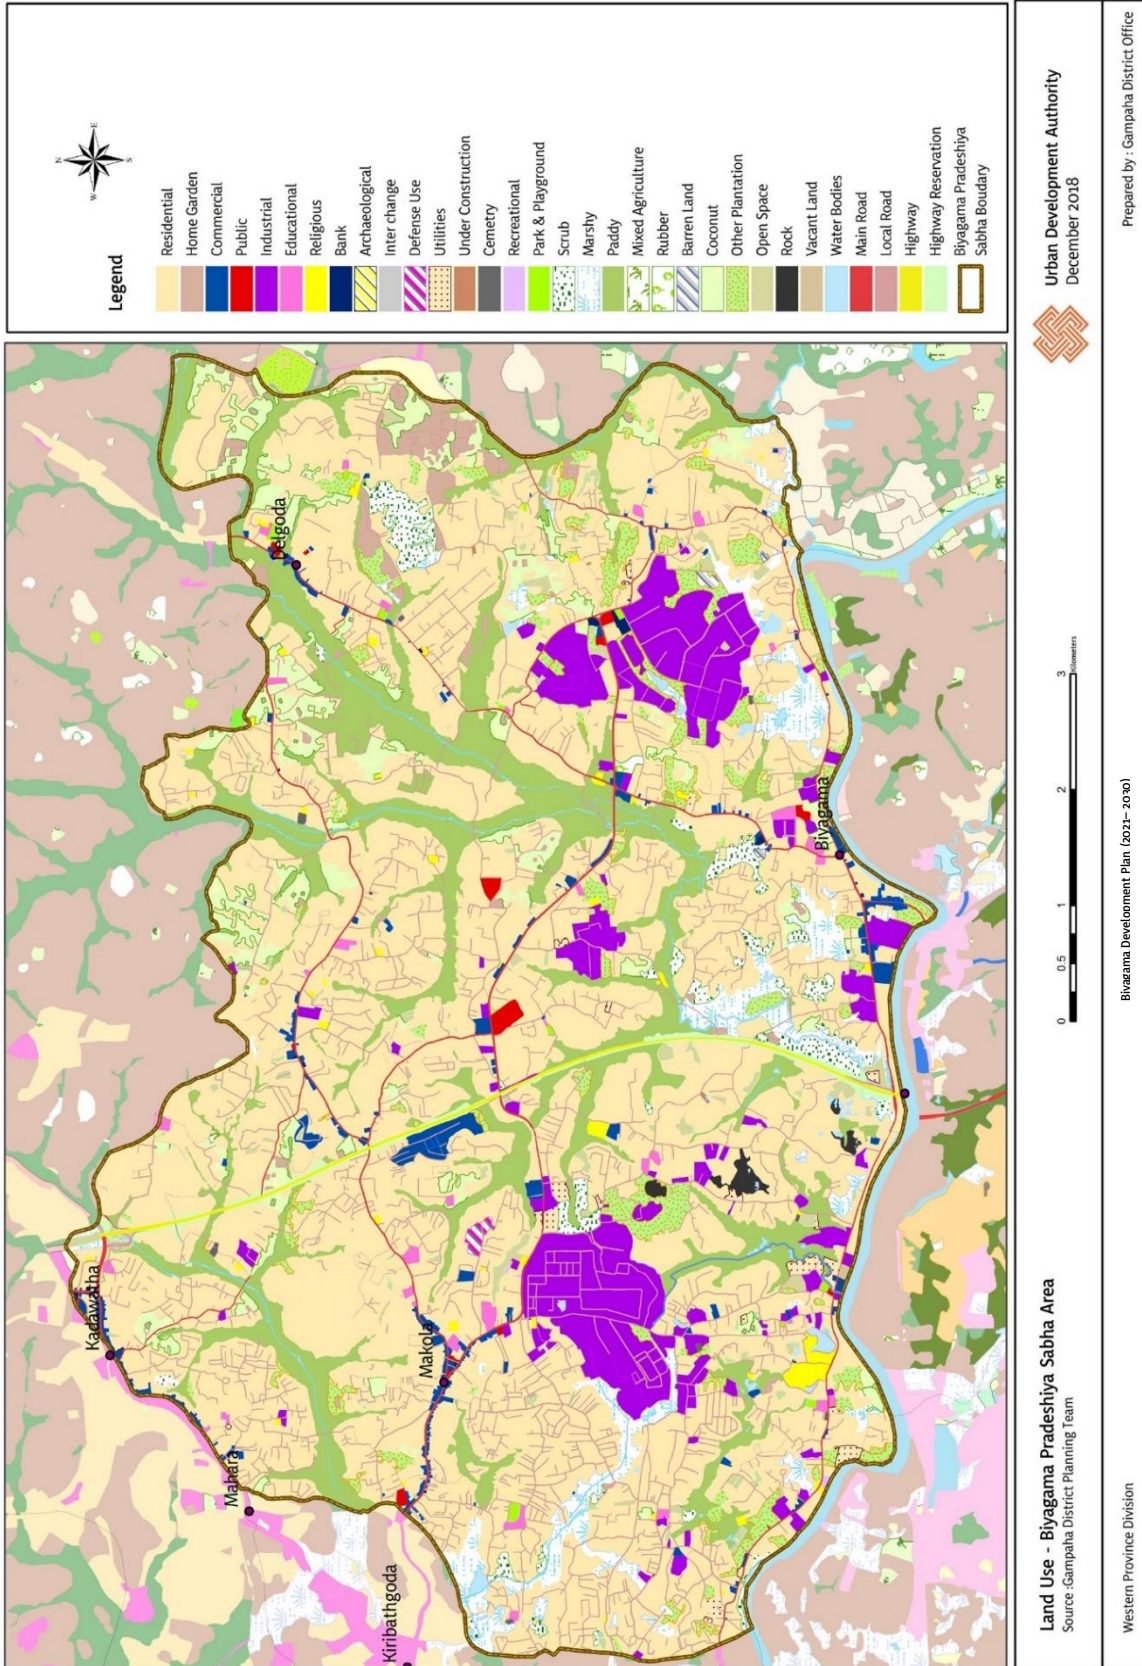 Kadawatha
Mahara
Kiribathgoda
Makola
Delgoda
Biyagama
N
W
E
S
Legend
Residential
Home Garden
Commercial
Public
Industrial
Educational
Religious
Bank
Archaeological
Inter change
Defense Use
Utilities
Under Construction
Cemetry
Recreational
Park & Playground
Scrub
Marshy
Paddy
Mixed Agriculture
Rubber
Barren Land
Coconut
Other Plantation
Open Space
Rock
Vacant Land
Water Bodies
Main Road
Local Road
Highway
Highway Reservation
Biyagama Pradeshiya
Sabha Boudary
Land Use - Biyagama Pradeshiya Sabha Area
Source :Gampaha District Planning Team
0 0.5 1 2 3
Kilometers
Urban Development Authority
December 2018
Western Province Division
Biyagama Development Plan (2021– 2030)
Prepared by : Gampaha District Office